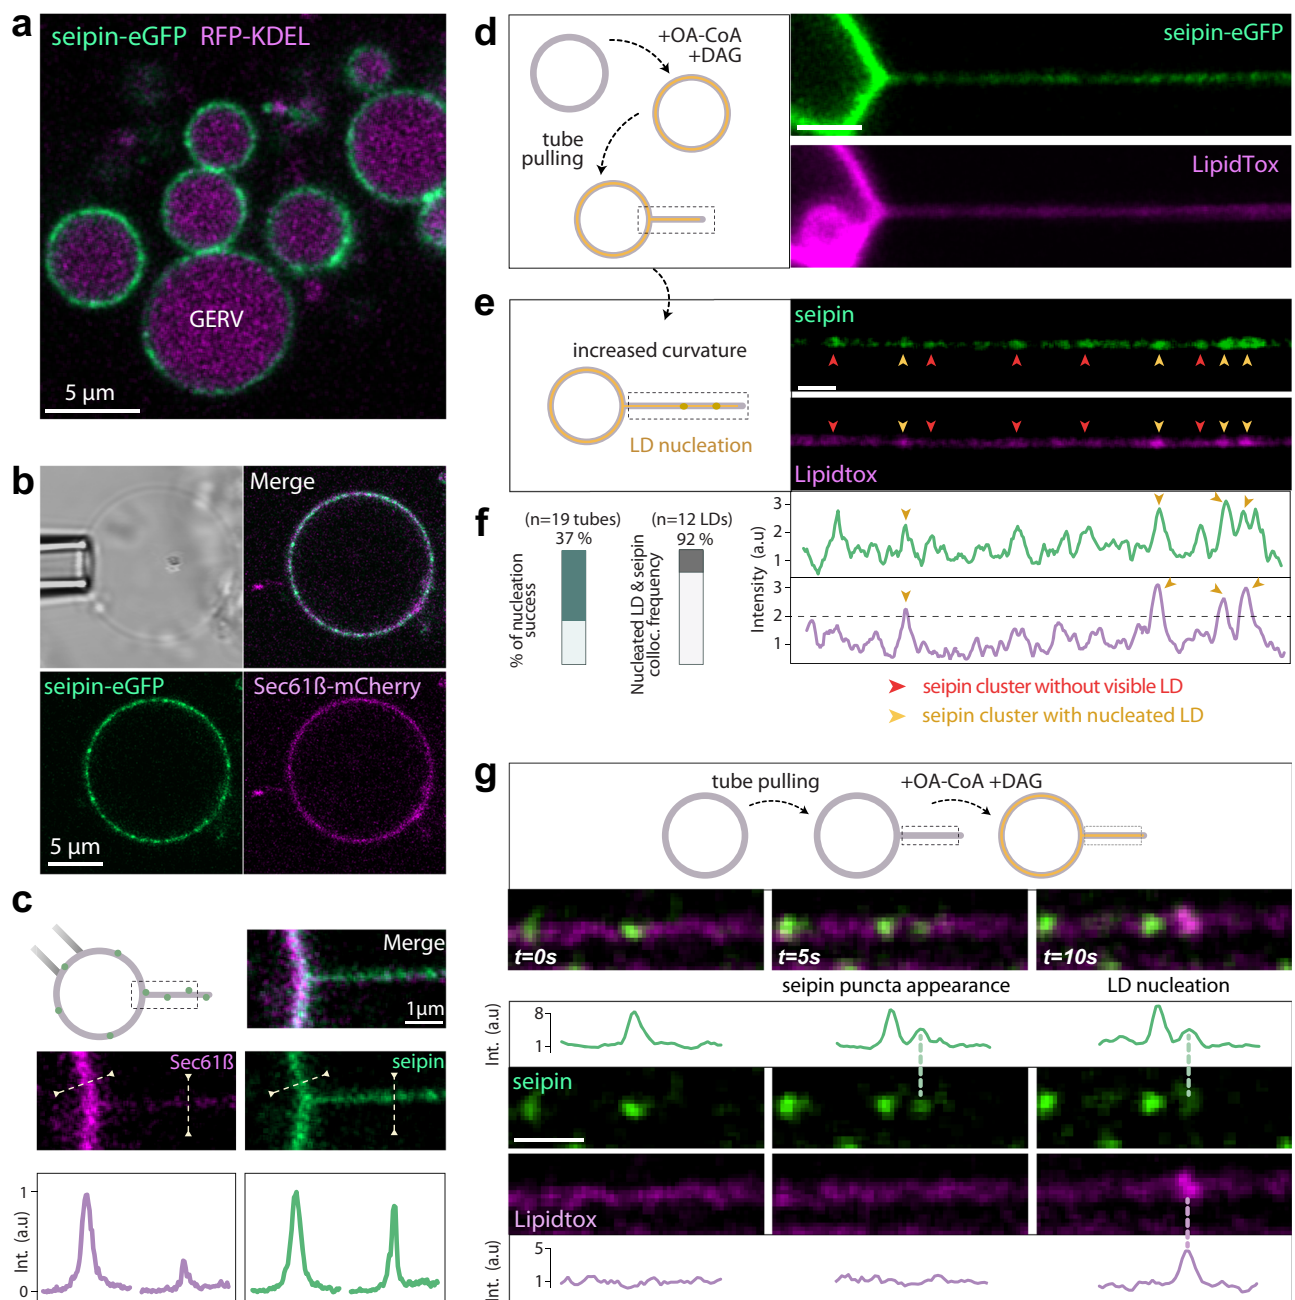 a
seipin-eGFP RFP-KDEL
GERV
5 µm
b
Merge
seipin-eGFP
Sec61ß-mCherry
5 µm
c
Merge
1µm
Sec61ß
seipin
Int. (a.u)
1
0
d
+OA-CoA
+DAG
tube
pulling
seipin-eGFP
LipidTox
e
increased curvature
LD nucleation
seipin
Lipidtox
f
(n=19 tubes)
37 %
% of nucleation
success
(n=12 LDs)
92 %
Nucleated LD & seipin
colloc. frequency
Intensity (a.u)
3
2
1
3
2
1
seipin cluster without visible LD
seipin cluster with nucleated LD
g
tube pulling
+OA-CoA +DAG
t=0s
t=5s
t=10s
seipin puncta appearance
LD nucleation
Int. (a.u)
8
1
seipin
Lipidtox
Int. (a.u)
5
1